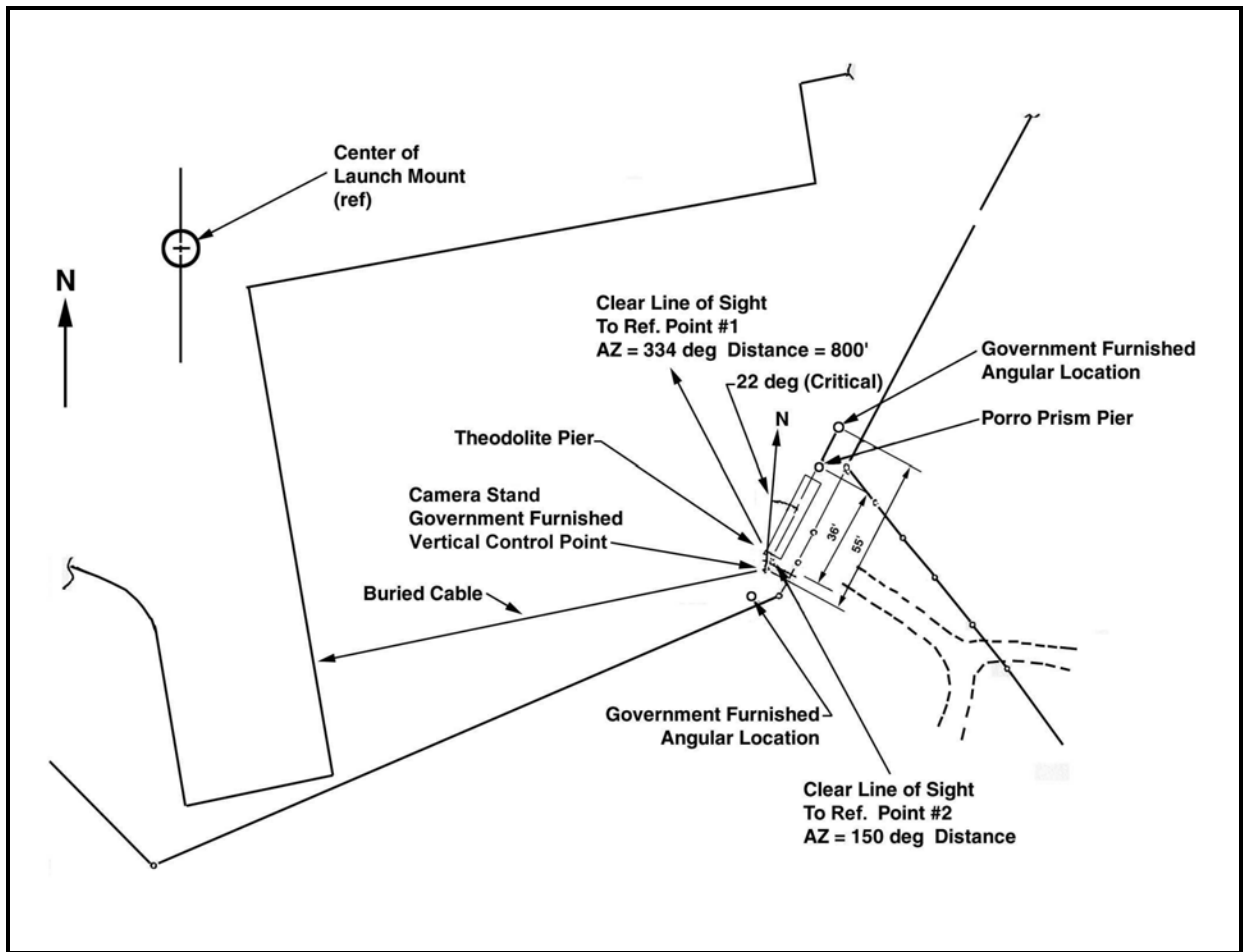 Center of
Launch Mount
(ref)
N
Clear Line of Sight
To Ref. Point #1
AZ = 334 deg Distance = 800'
22 deg (Critical)
N
Government Furnished
Angular Location
Porro Prism Pier
Theodolite Pier
Camera Stand
Government Furnished
Vertical Control Point
36'
55'
Buried Cable
Government Furnished
Angular Location
Clear Line of Sight
To Ref. Point #2
AZ = 150 deg Distance